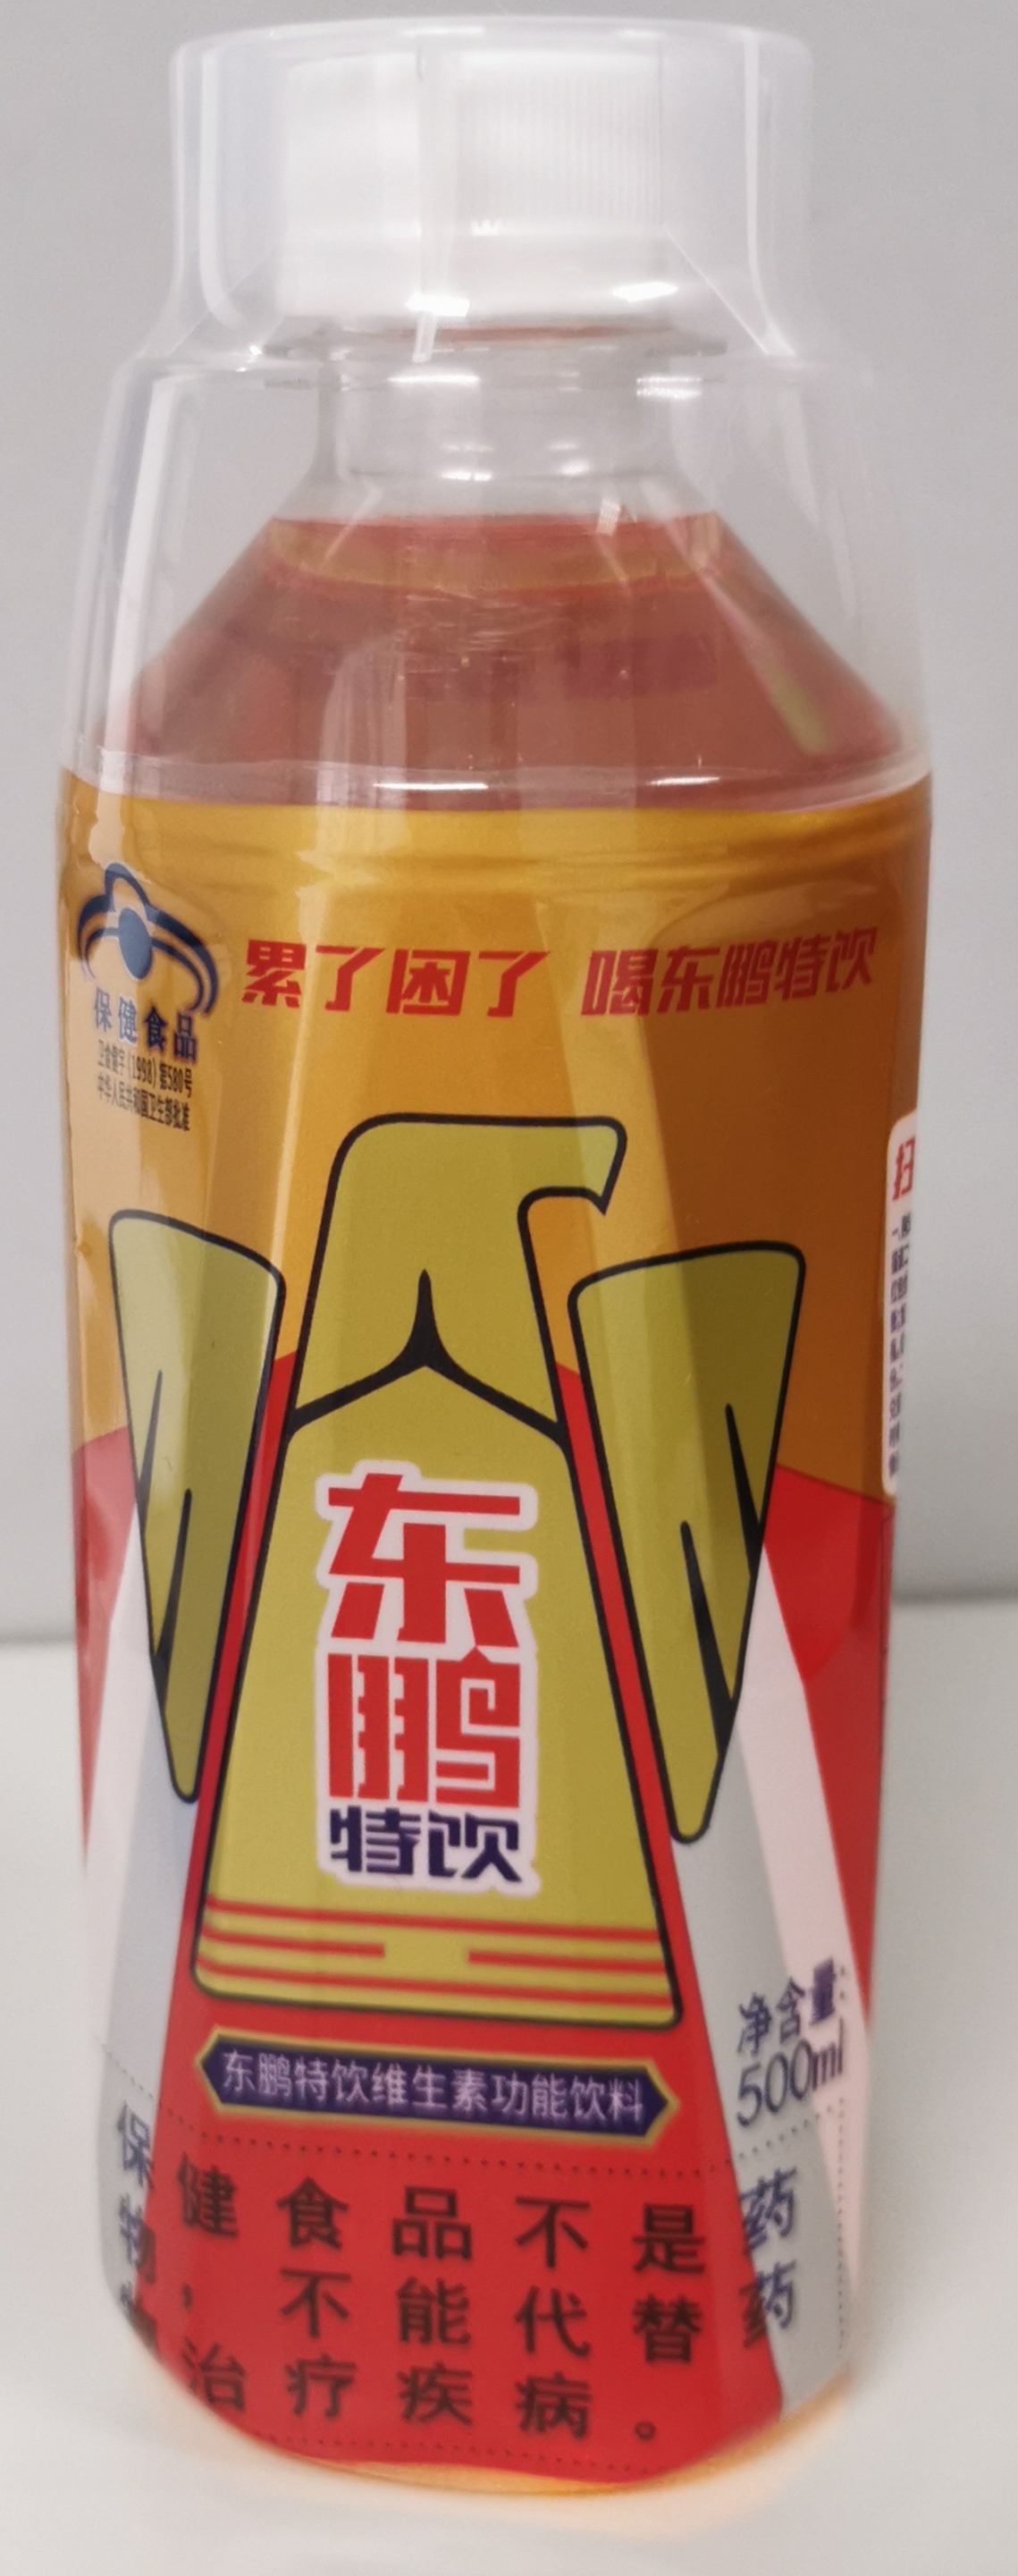 累了困了 喝东鹏特饮
保健食品
卫食健字(1998)第580号
中华人民共和国卫生部批准
扫
东
鹏
特饮
净含量:
500ml
东鹏特饮维生素功能饮料
保健食品不是药
物,不能代替药
物治疗疾病。